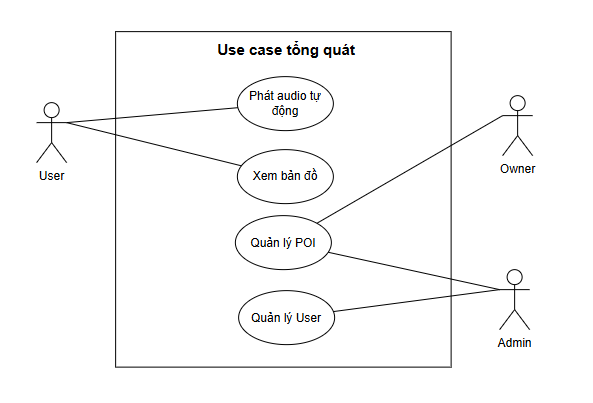 Use case tổng quát
Phát audio tự
động
User
Xem bản đồ
Owner
Quản lý POI
Quản lý User
Admin